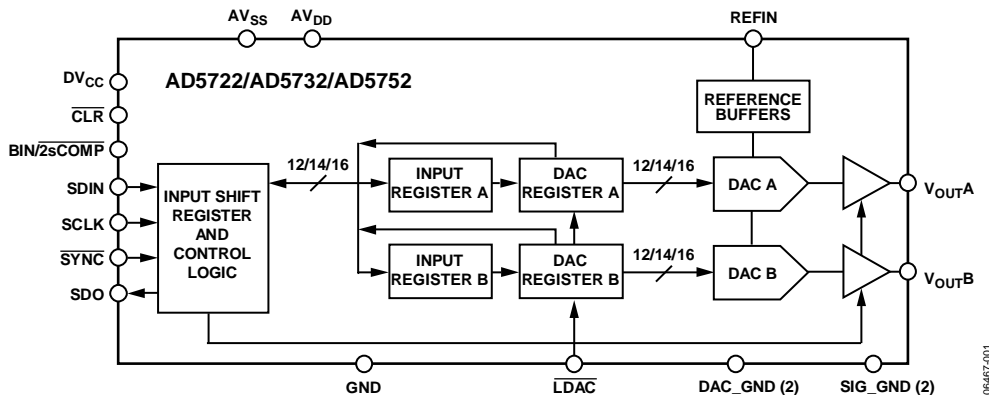 AVSS
AVDD
REFIN
DVCC
AD5722/AD5732/AD5752
CLR
REFERENCE
BUFFERS
BIN/2sCOMP
12/14/16
12/14/16
SDIN
INPUT SHIFT
REGISTER
AND
CONTROL
LOGIC
INPUT
REGISTER A
DAC
REGISTER A
DAC A
VOUTA
SCLK
SYNC
12/14/16
INPUT
REGISTER B
DAC
REGISTER B
DAC B
VOUTB
SDO
GND
LDAC
DAC_GND (2)
SIG_GND (2)
06467-001